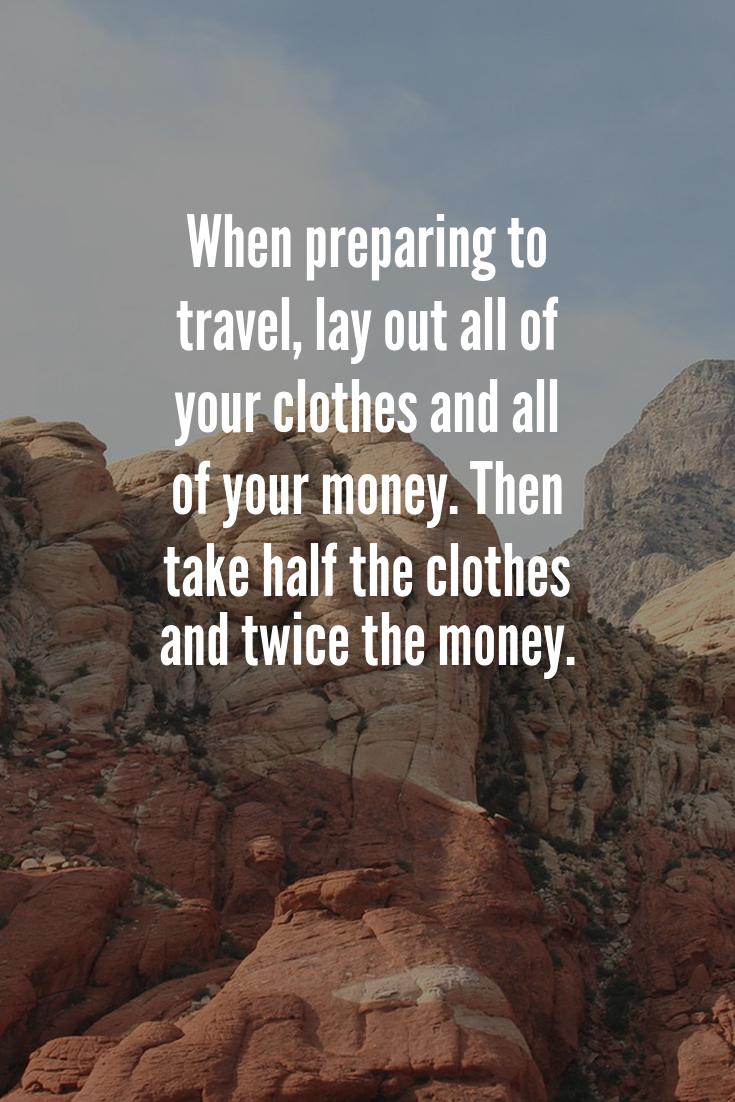 When preparing to
travel, lay out all of
your clothes and all
of your money. Then
take half the clothes
and twice the money.